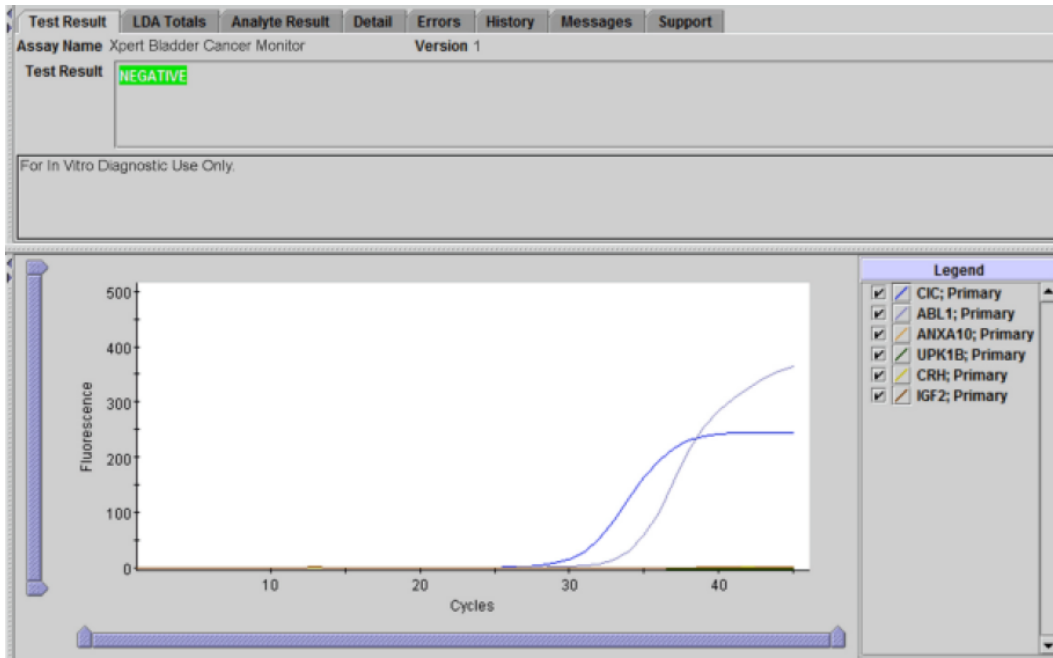 Test Result LDA Totals Analyte Result Detail Errors History Messages Support
Assay Name Xpert Bladder Cancer Monitor Version 1
Test Result NEGATIVE
For In Vitro Diagnostic Use Only.
Legend
CIC; Primary
ABL1; Primary
ANXA10; Primary
UPK1B; Primary
CRH; Primary
IGF2; Primary
500
400
300
200
100
0
Fluorescence
10 20 30 40
Cycles